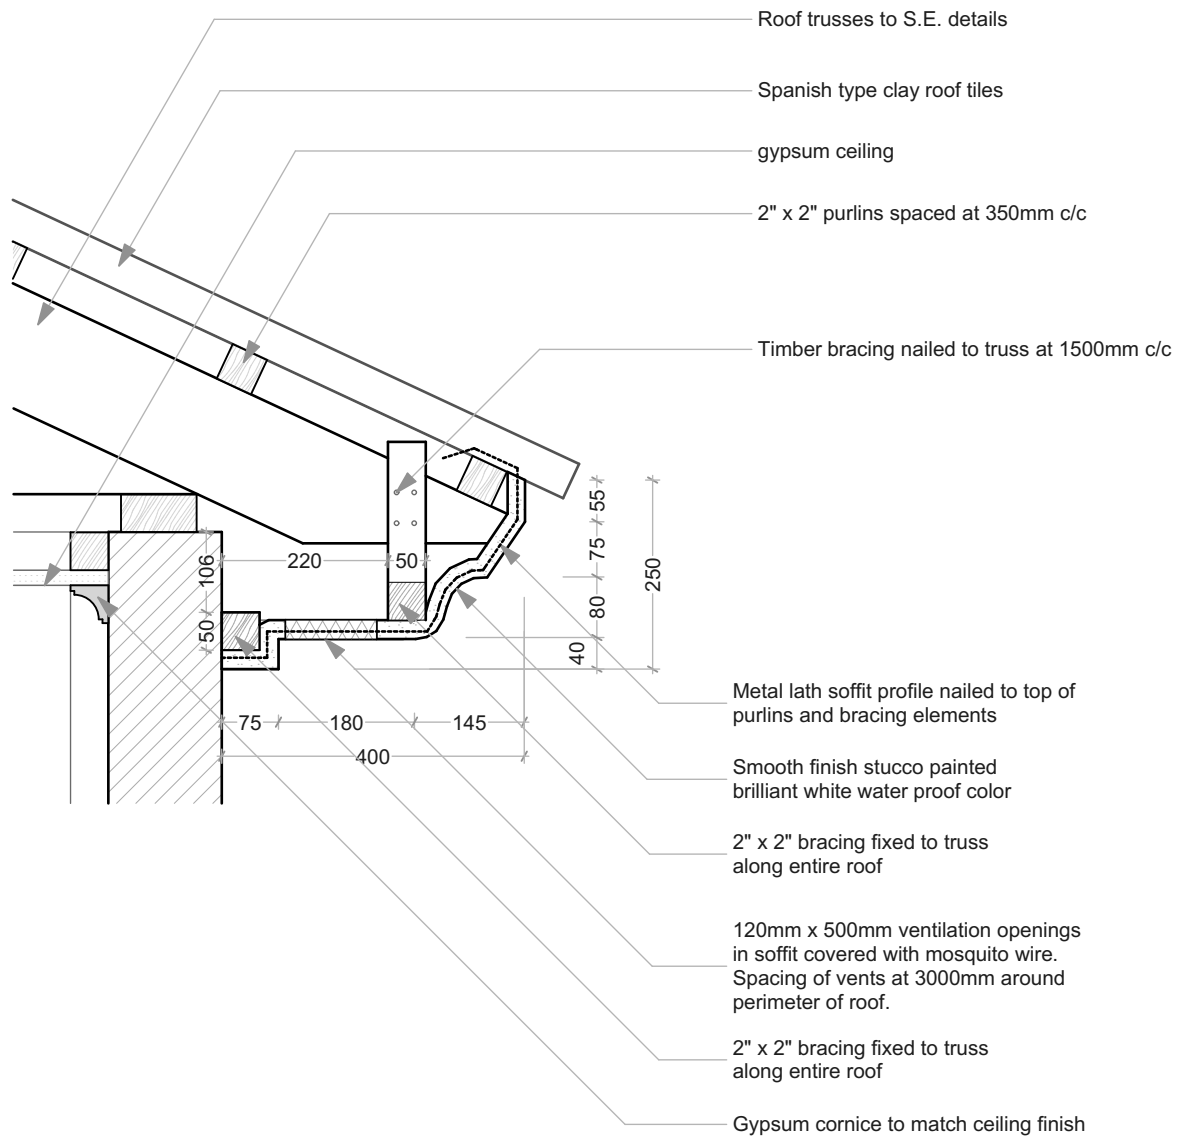 Roof trusses to S.E. details
Spanish type clay roof tiles
gypsum ceiling
2" x 2" purlins spaced at 350mm c/c
Timber bracing nailed to truss at 1500mm c/c
55
75
250
80
40
106
220
50
50
75
180
145
400
Metal lath soffit profile nailed to top of
purlins and bracing elements
Smooth finish stucco painted
brilliant white water proof color
2" x 2" bracing fixed to truss
along entire roof
120mm x 500mm ventilation openings
in soffit covered with mosquito wire.
Spacing of vents at 3000mm around
perimeter of roof.
2" x 2" bracing fixed to truss
along entire roof
Gypsum cornice to match ceiling finish